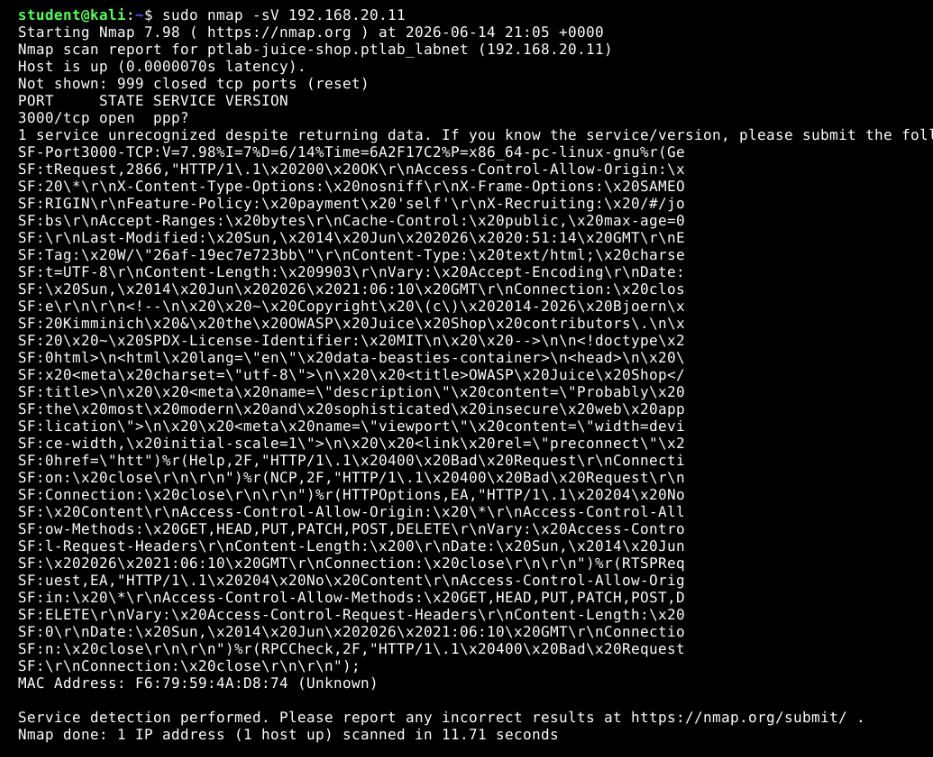 student@kali:~$ sudo nmap -sV 192.168.20.11
Starting Nmap 7.98 ( https://nmap.org ) at 2026-06-14 21:05 +0000
Nmap scan report for ptlab-juice-shop.ptlab_labnet (192.168.20.11)
Host is up (0.0000070s latency).
Not shown: 999 closed tcp ports (reset)
PORT     STATE SERVICE VERSION
3000/tcp open  ppp?
1 service unrecognized despite returning data. If you know the service/version, please submit the foll
SF-Port3000-TCP:V=7.98%I=7%D=6/14%Time=6A2F17C2%P=x86_64-pc-linux-gnu%r(Ge
SF:tRequest,2866,"HTTP/1\.1\x20200\x20OK\r\nAccess-Control-Allow-Origin:\x
SF:20\*\r\nX-Content-Type-Options:\x20nosniff\r\nX-Frame-Options:\x20SAMEO
SF:RIGIN\r\nFeature-Policy:\x20payment\x20'self'\r\nX-Recruiting:\x20/#/jo
SF:bs\r\nAccept-Ranges:\x20bytes\r\nCache-Control:\x20public,\x20max-age=0
SF:\r\nLast-Modified:\x20Sun,\x2014\x20Jun\x202026\x2020:51:14\x20GMT\r\nE
SF:Tag:\x20W/\"26af-19ec7e723bb\"\r\nContent-Type:\x20text/html;\x20charse
SF:t=UTF-8\r\nContent-Length:\x209903\r\nVary:\x20Accept-Encoding\r\nDate:
SF:\x20Sun,\x2014\x20Jun\x202026\x2021:06:10\x20GMT\r\nConnection:\x20clos
SF:e\r\n\r\n<!--\n\x20\x20~\x20Copyright\x20\(c\)\x202014-2026\x20Bjoern\x
SF:20Kimminich\x20&\x20the\x20OWASP\x20Juice\x20Shop\x20contributors\.\n\x
SF:20\x20~\x20SPDX-License-Identifier:\x20MIT\n\x20\x20-->\n\n<!doctype\x2
SF:0html>\n<html\x20lang=\"en\"\x20data-beasties-container>\n<head>\n\x20\
SF:x20<meta\x20charset=\"utf-8\">\n\x20\x20<title>OWASP\x20Juice\x20Shop</
SF:title>\n\x20\x20<meta\x20name=\"description\"\x20content=\"Probably\x20
SF:the\x20most\x20modern\x20and\x20sophisticated\x20insecure\x20web\x20app
SF:lication\">\n\x20\x20<meta\x20name=\"viewport\"\x20content=\"width=devi
SF:ce-width,\x20initial-scale=1\">\n\x20\x20<link\x20rel=\"preconnect\"\x2
SF:0href=\"htt")%r(Help,2F,"HTTP/1\.1\x20400\x20Bad\x20Request\r\nConnecti
SF:on:\x20close\r\n\r\n")%r(NCP,2F,"HTTP/1\.1\x20400\x20Bad\x20Request\r\n
SF:Connection:\x20close\r\n\r\n")%r(HTTPOptions,EA,"HTTP/1\.1\x20204\x20No
SF:\x20Content\r\nAccess-Control-Allow-Origin:\x20\*\r\nAccess-Control-All
SF:ow-Methods:\x20GET,HEAD,PUT,PATCH,POST,DELETE\r\nVary:\x20Access-Contro
SF:l-Request-Headers\r\nContent-Length:\x200\r\nDate:\x20Sun,\x2014\x20Jun
SF:\x202026\x2021:06:10\x20GMT\r\nConnection:\x20close\r\n\r\n")%r(RTSPReq
SF:uest,EA,"HTTP/1\.1\x20204\x20No\x20Content\r\nAccess-Control-Allow-Orig
SF:in:\x20\*\r\nAccess-Control-Allow-Methods:\x20GET,HEAD,PUT,PATCH,POST,D
SF:ELETE\r\nVary:\x20Access-Control-Request-Headers\r\nContent-Length:\x20
SF:0\r\nDate:\x20Sun,\x2014\x20Jun\x202026\x2021:06:10\x20GMT\r\nConnectio
SF:n:\x20close\r\n\r\n")%r(RPCCheck,2F,"HTTP/1\.1\x20400\x20Bad\x20Request
SF:\r\nConnection:\x20close\r\n\r\n");
MAC Address: F6:79:59:4A:D8:74 (Unknown)

Service detection performed. Please report any incorrect results at https://nmap.org/submit/ .
Nmap done: 1 IP address (1 host up) scanned in 11.71 seconds